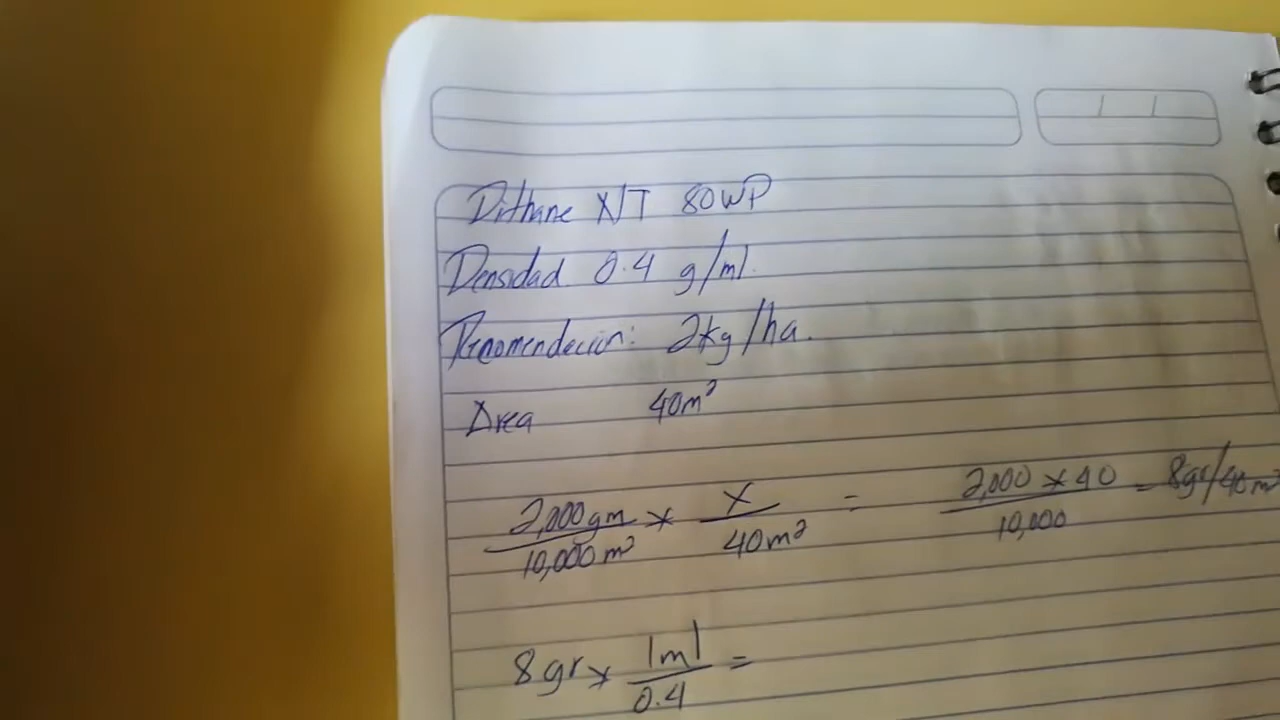 Dithane X/T 80WP
Densidad 0.4 g/ml.
Recomendacion: 2kg/ha.
Area 40m²
2,000gm/10,000m² * X/40m² = 2,000 * 40/10,000 = 8gr/40m²
8gr * 1ml/0.4 =